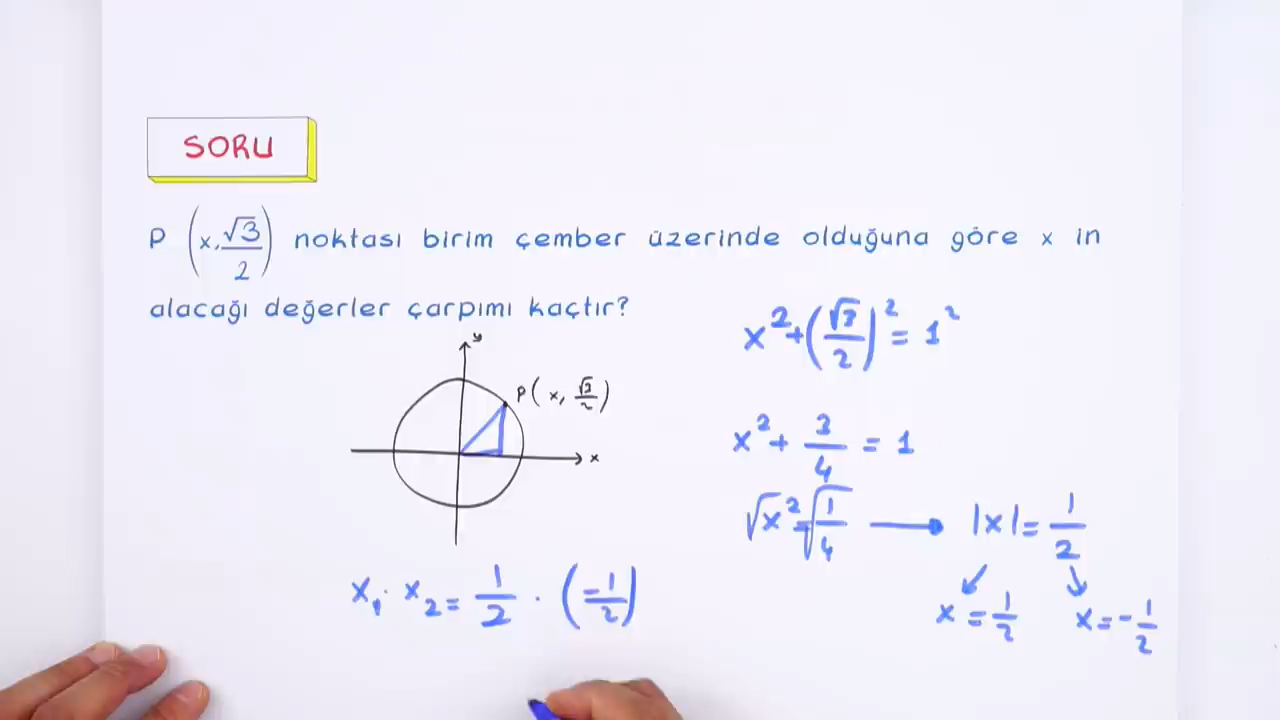 SORU
P (x, √3/2) noktası birim çember üzerinde olduğuna göre x in
alacağı değerler çarpımı kaçtır?
x² + (√3/2)² = 1²
y
P(x, √3/2)
x
x² + 3/4 = 1
√x² = √1/4 → |x| = 1/2
x = 1/2 x = -1/2
x₁ · x₂ = 1/2 · (-1/2)